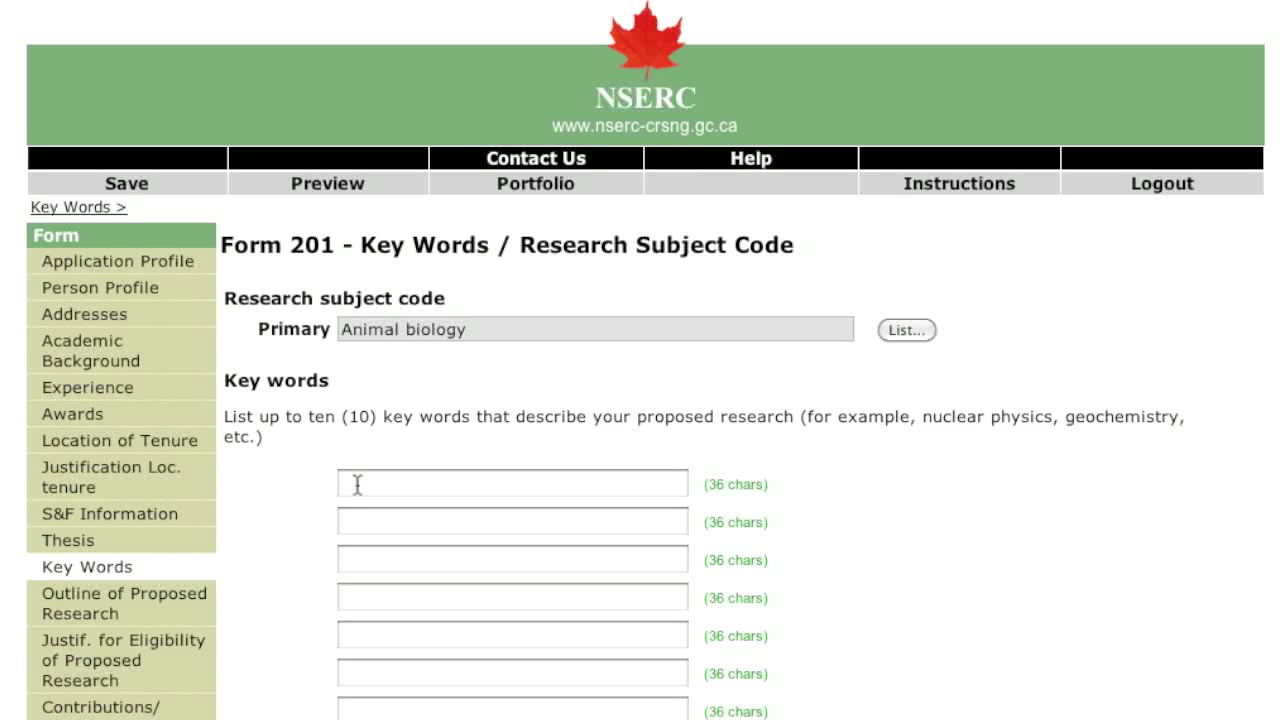 NSERC
www.nserc-crsng.gc.ca
Contact Us Help
Save Preview Portfolio Instructions Logout
Key Words >
Form
Application Profile
Person Profile
Addresses
Academic
Background
Experience
Awards
Location of Tenure
Justification Loc.
tenure
S&F Information
Thesis
Key Words
Outline of Proposed
Research
Justif. for Eligibility
of Proposed
Research
Contributions/
Form 201 - Key Words / Research Subject Code
Research subject code
Primary Animal biology List...
Key words
List up to ten (10) key words that describe your proposed research (for example, nuclear physics, geochemistry,
etc.)
(36 chars)
(36 chars)
(36 chars)
(36 chars)
(36 chars)
(36 chars)
(36 chars)